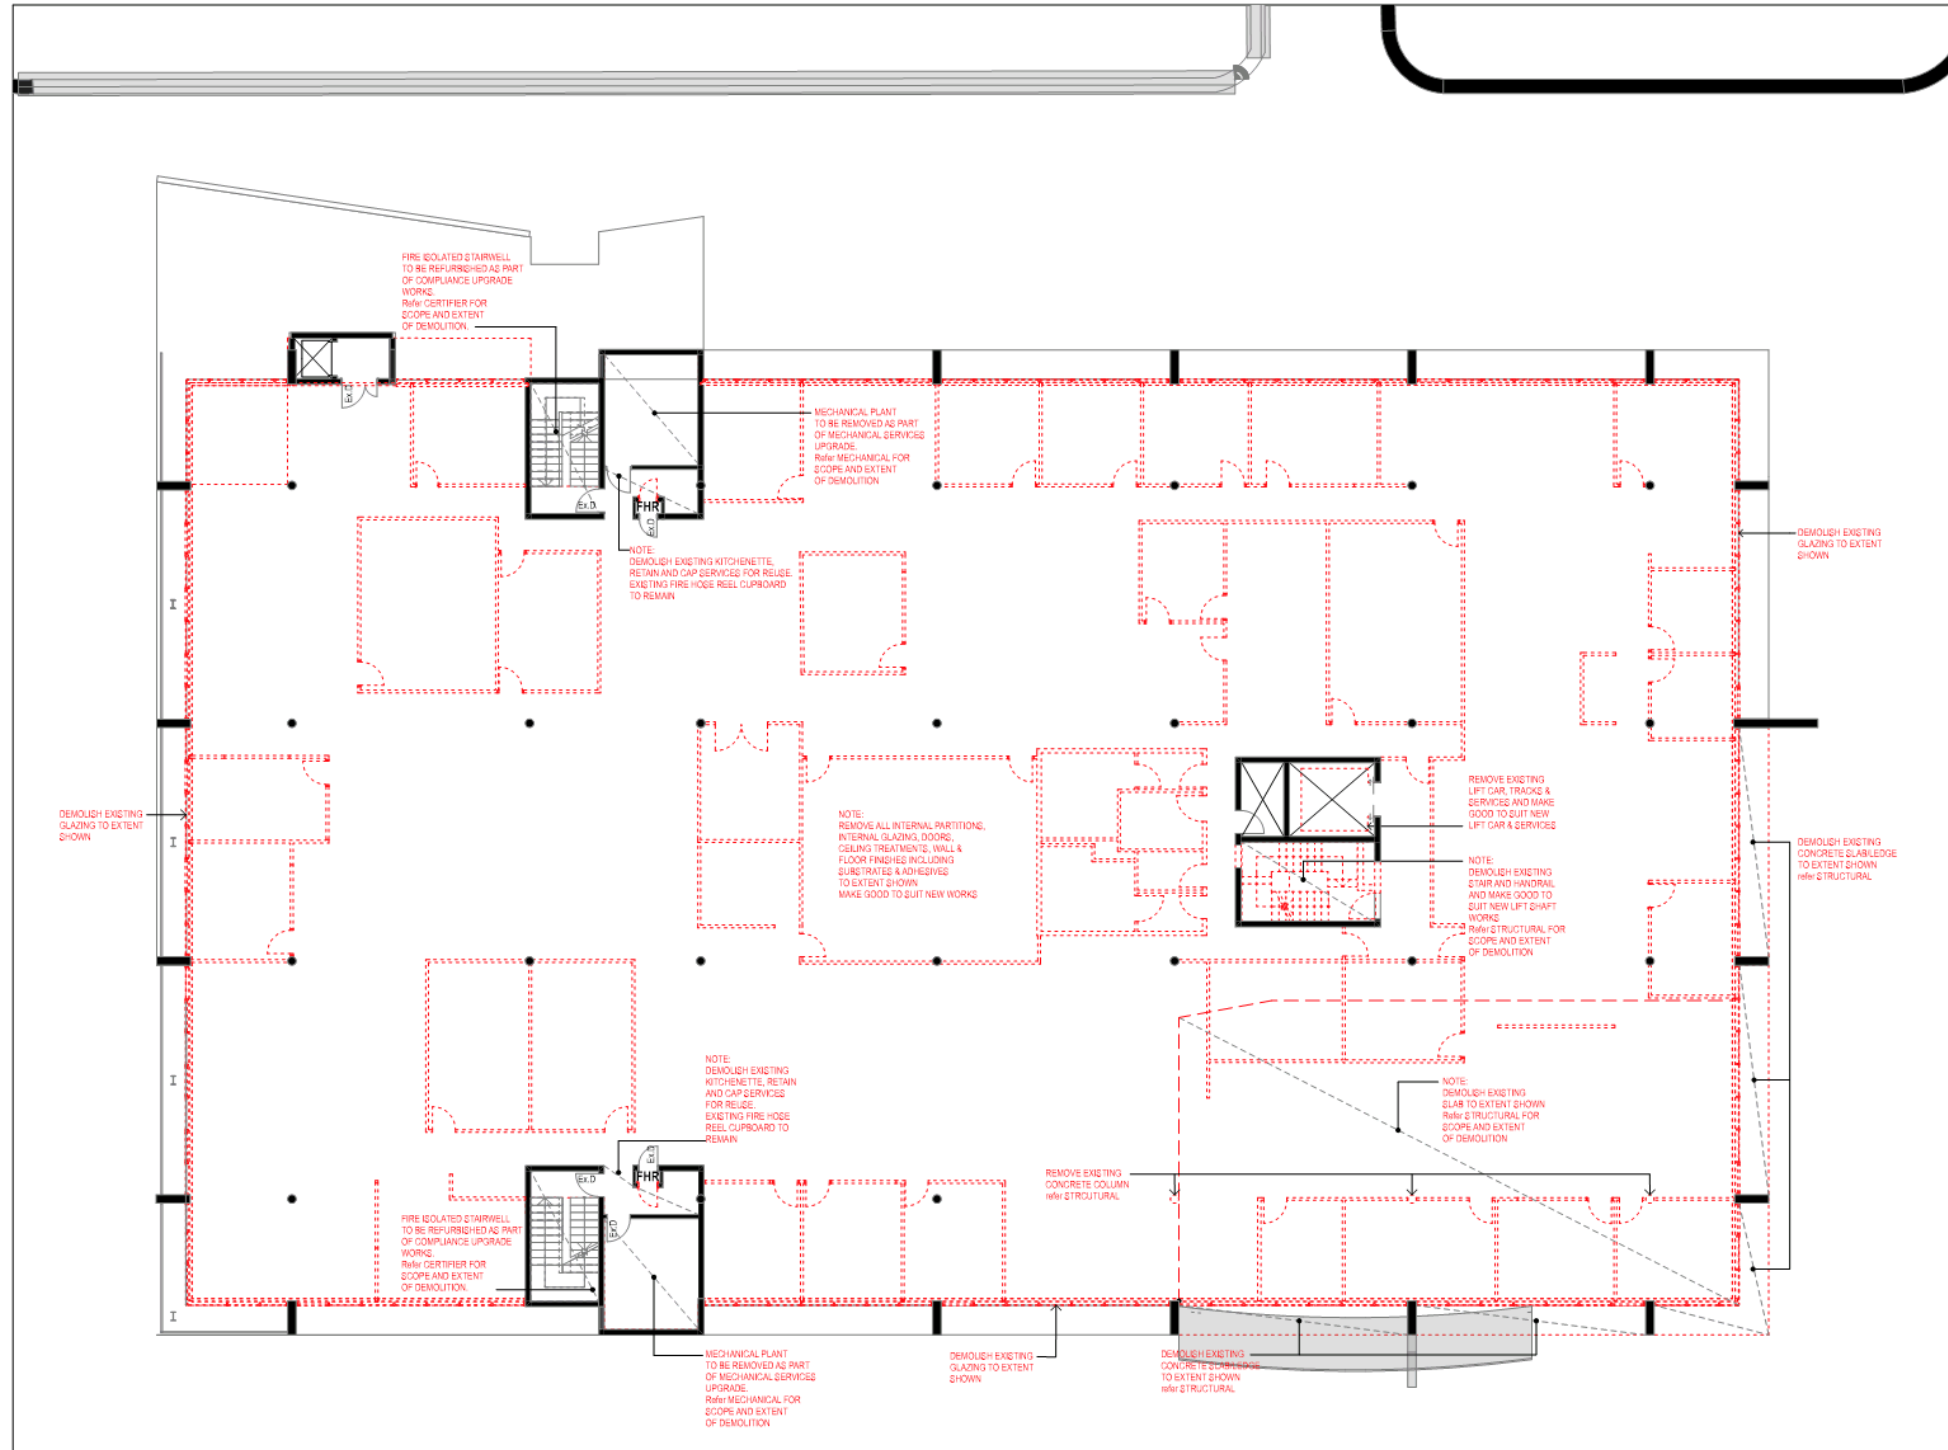 FIRE ISOLATED STAIRWELL
TO BE REFURBISHED AS PART
OF COMPLIANCE UPGRADE
WORKS.
Refer CERTIFIER FOR
SCOPE AND EXTENT
OF DEMOLITION.
Ex.D
MECHANICAL PLANT
TO BE REMOVED AS PART
OF MECHANICAL SERVICES
UPGRADE.
Refer MECHANICAL FOR
SCOPE AND EXTENT
OF DEMOLITION
Ex.D
FHR
Ex.D
NOTE:
DEMOLISH EXISTING KITCHENETTE,
RETAIN AND CAP SERVICES FOR REUSE.
EXISTING FIRE HOSE REEL CUPBOARD
TO REMAIN
DEMOLISH EXISTING
GLAZING TO EXTENT
SHOWN
DEMOLISH EXISTING
GLAZING TO EXTENT
SHOWN
NOTE:
REMOVE ALL INTERNAL PARTITIONS,
INTERNAL GLAZING, DOORS,
CEILING TREATMENTS, WALL &
FLOOR FINISHES INCLUDING
SUBSTRATES & ADHESIVES
TO EXTENT SHOWN
MAKE GOOD TO SUIT NEW WORKS
REMOVE EXISTING
LIFT CAR, TRACKS &
SERVICES AND MAKE
GOOD TO SUIT NEW
LIFT CAR & SERVICES
NOTE:
DEMOLISH EXISTING
STAIR AND HANDRAIL
AND MAKE GOOD TO
SUIT NEW LIFT SHAFT
WORKS
Refer STRUCTURAL FOR
SCOPE AND EXTENT
OF DEMOLITION
DEMOLISH EXISTING
CONCRETE SLAB/LEDGE
TO EXTENT SHOWN
refer STRUCTURAL
NOTE:
DEMOLISH EXISTING
KITCHENETTE, RETAIN
AND CAP SERVICES
FOR REUSE.
EXISTING FIRE HOSE
REEL CUPBOARD TO
REMAIN
NOTE:
DEMOLISH EXISTING
SLAB TO EXTENT SHOWN
Refer STRUCTURAL FOR
SCOPE AND EXTENT
OF DEMOLITION
Ex.D
Ex.D
FHR
Ex.D
REMOVE EXISTING
CONCRETE COLUMN
refer STRCUTURAL
FIRE ISOLATED STAIRWELL
TO BE REFURBISHED AS PART
OF COMPLIANCE UPGRADE
WORKS.
Refer CERTIFIER FOR
SCOPE AND EXTENT
OF DEMOLITION.
MECHANICAL PLANT
TO BE REMOVED AS PART
OF MECHANICAL SERVICES
UPGRADE.
Refer MECHANICAL FOR
SCOPE AND EXTENT
OF DEMOLITION
DEMOLISH EXISTING
GLAZING TO EXTENT
SHOWN
DEMOLISH EXISTING
CONCRETE SLAB/LEDGE
TO EXTENT SHOWN
refer STRUCTURAL